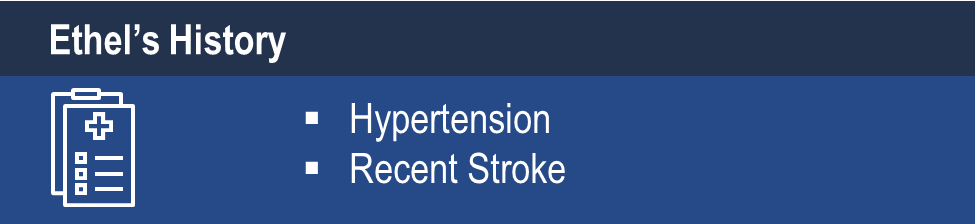 Ethel’s History
▪ Hypertension
▪ Recent Stroke